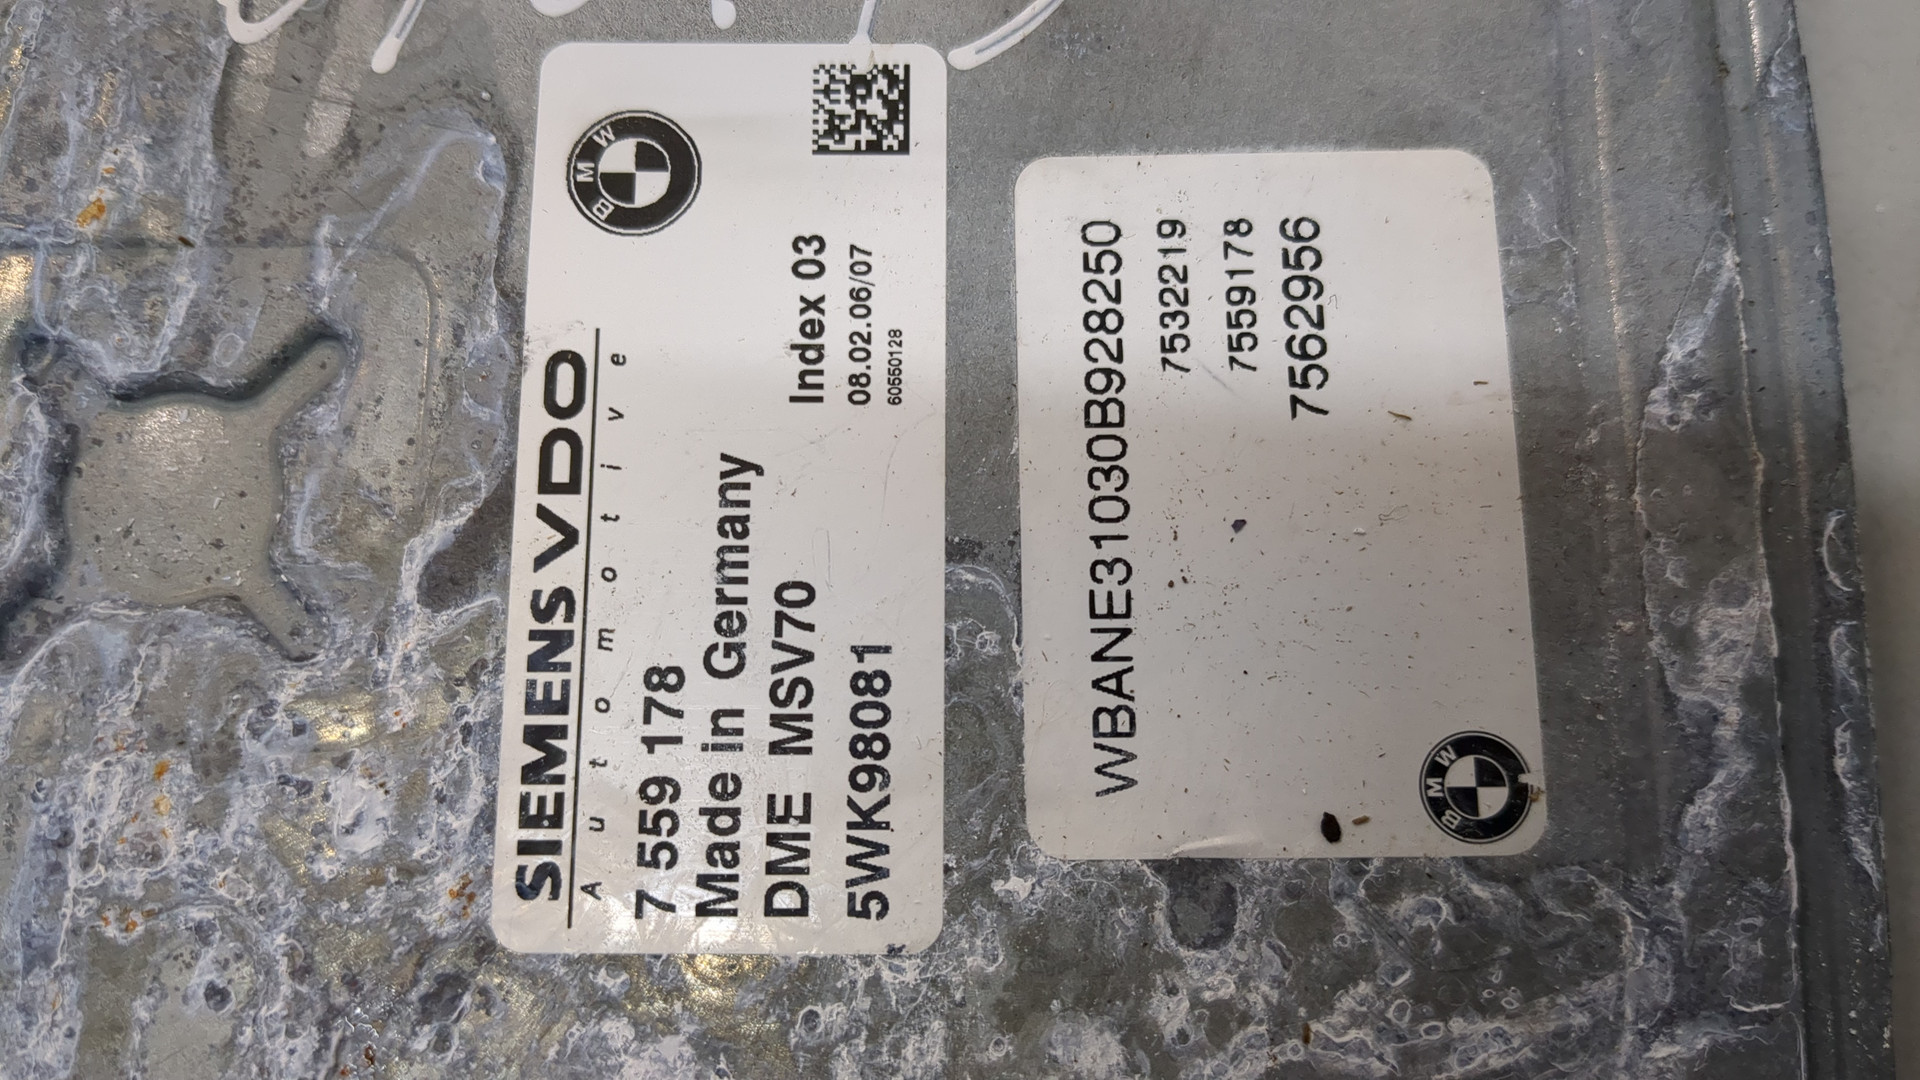 SIEMENS VDO
Automotive
7 559 178
Made in Germany
DME MSV70
5WK98081
BMW
Index 03
08.02.06/07
60550128
WBANE31030B928250
7532219
7559178
7562956
BMW